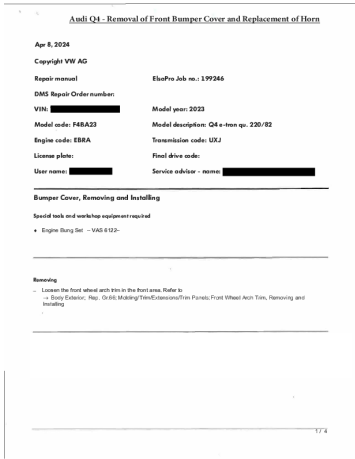 Audi Q4 - Removal of Front Bumper Cover and Replacement of Horn
Apr 8, 2024
Copyright VW AG
Repair manual ElsaPro Job no.: 199246
DMS Repair Order number:
VIN: Model year: 2023
Model code: F4BA23 Model description: Q4 e-tron qu. 220/82
Engine code: EBRA Transmission code: UXJ
License plate: Final drive code:
User name: Service advisor - name:
Bumper Cover, Removing and Installing
Special tools and workshop equipment required
• Engine Bung Set – VAS 6122–
Removing
– Loosen the front wheel arch trim in the front area. Refer to
→ Body Exterior; Rep. Gr.66; Molding/Trim/Extensions/Trim Panels; Front Wheel Arch Trim, Removing and
Installing
1 / 4